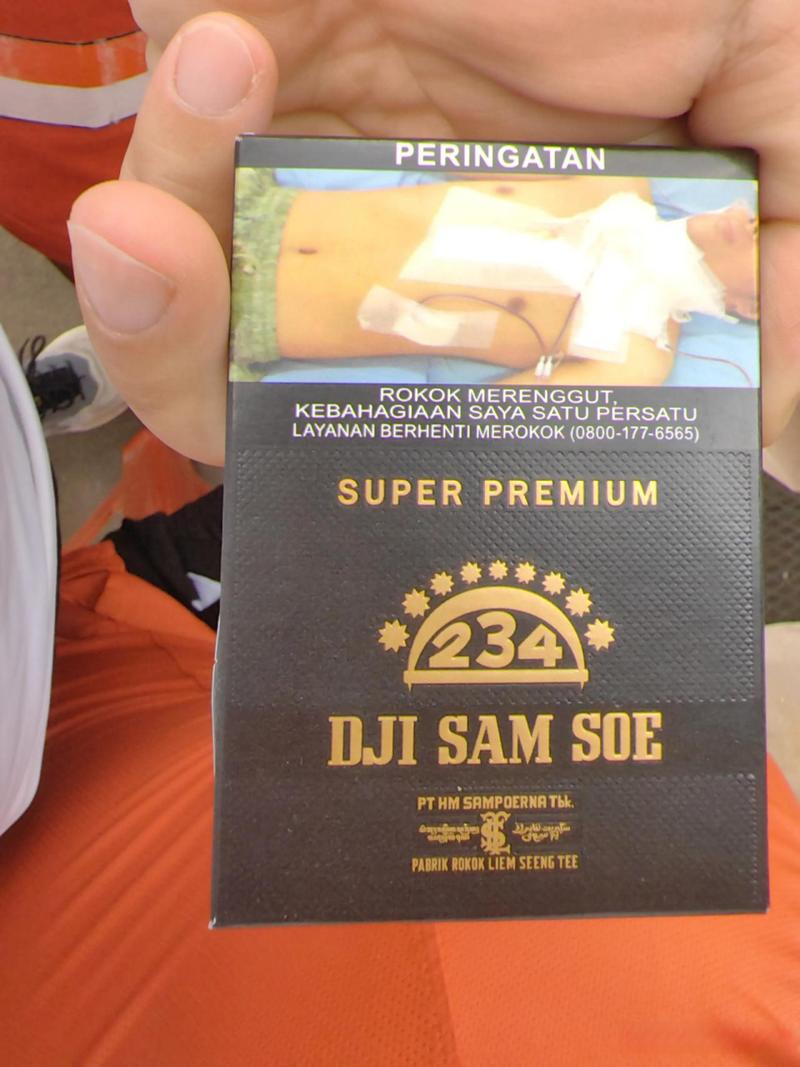 PERINGATAN
ROKOK MERENGGUT,
KEBAHAGIAAN SAYA SATU PERSATU
LAYANAN BERHENTI MEROKOK (0800-177-6565)
SUPER PREMIUM
234
DJI SAM SOE
PT HM SAMPOERNA Tbk.
PABRIK ROKOK LIEM SEENG TEE